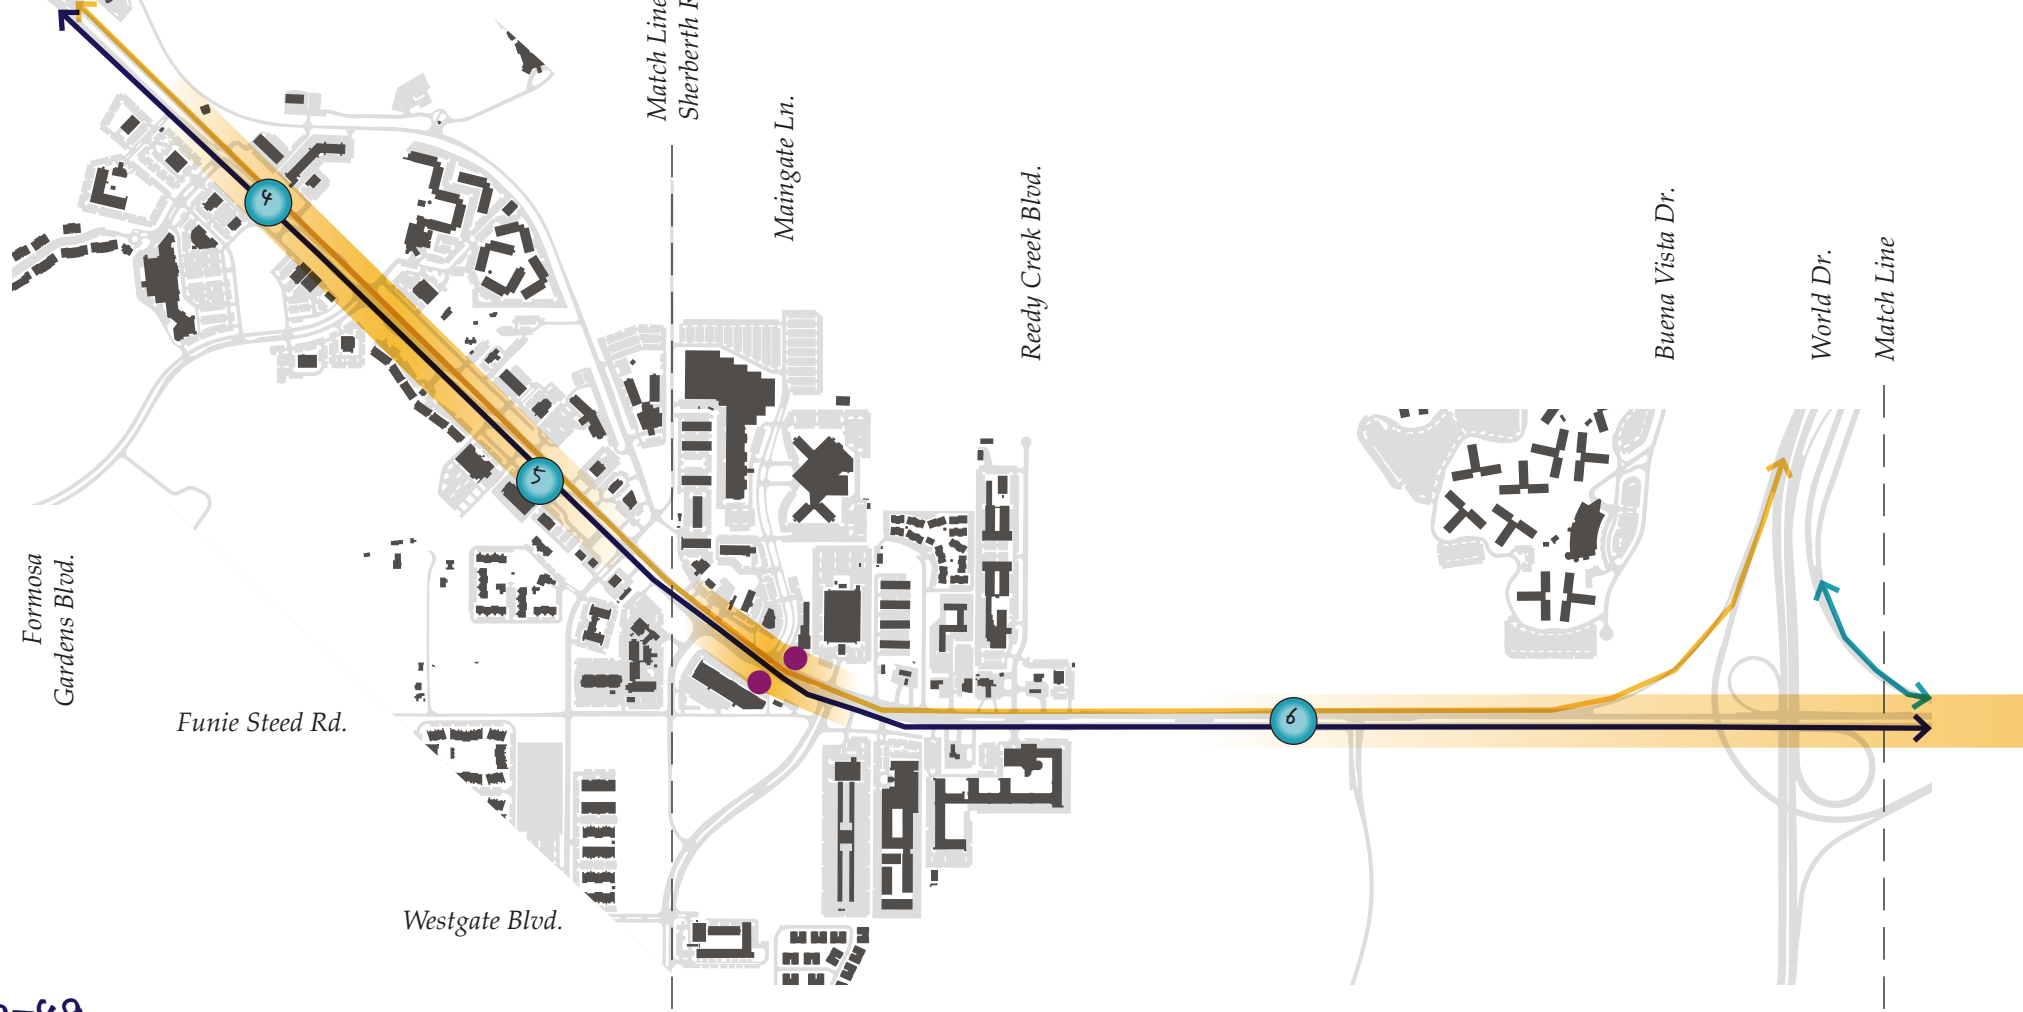 Match Line
Sherberth R
Maingate Ln.
Reedy Creek Blvd.
Buena Vista Dr.
World Dr.
Match Line
4
5
6
Formosa
Gardens Blvd.
Funie Steed Rd.
Westgate Blvd.